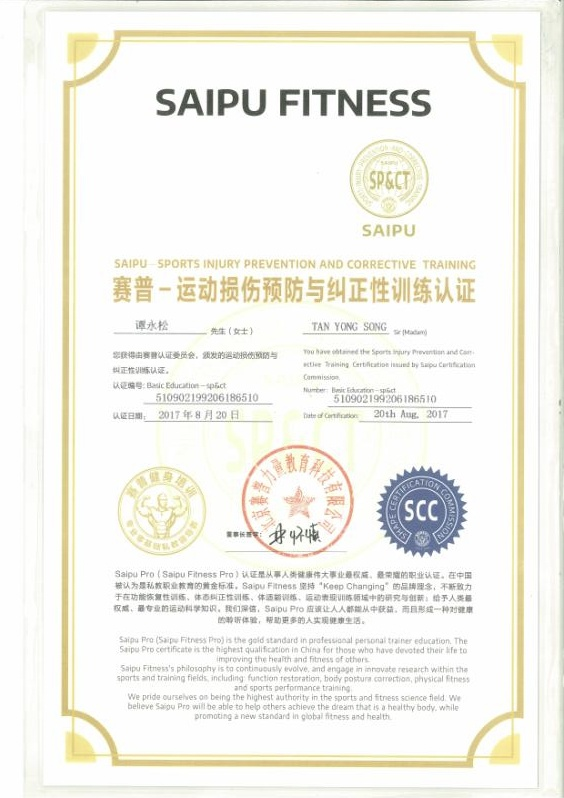 SAIPU FITNESS
SPORTS INJURY PREVENTION AND CORRECTIVE TRAINING
SAIPU
SP&CT
SAIPU
SAIPU—SPORTS INJURY PREVENTION AND CORRECTIVE TRAINING
赛普－运动损伤预防与纠正性训练认证
谭永松 先生（女士） TAN YONG SONG Sir (Madam)
您获得由赛普认证委员会，颁发的运动损伤预防与
纠正性训练认证。
认证编号: Basic Education—sp&ct
510902199206186510
认证日期: 2017 年 8 月 20 日
You have obtained the Sports Injury Prevention and Corr-
ective Training Certification issued by Saipu Certification
Commission.
Number: Basic Education—sp&ct
510902199206186510
Date of Certification: 20th Aug, 2017
SP&CT
赛普健身培训
北京赛普力量教育科技有限公司
董事长签字:
SHAPE CERTIFICATION COMMISSION
SCC
Saipu Pro（Saipu Fitness Pro）认证是从事人类健康伟大事业最权威、最荣耀的职业认证。在中国
被认为是私教职业教育的黄金标准。Saipu Fitness 坚持 “Keep Changing” 的品牌理念，不断致力
于在功能恢复性训练、体态纠正性训练、体适能训练、运动表现训练领域中的研究与创新；给予人类最
权威、最专业的运动科学知识。我们深信，Saipu Pro 应该让人人都能从中获益，而且形成一种对健康
的聆听体验，帮助更多的人实现健康生活。
Saipu Pro (Saipu Fitness Pro) is the gold standard in professional personal trainer education. The
Saipu Pro certificate is the highest qualification in China for those who have devoted their life to
improving the health and fitness of others.
Saipu Fitness's philosophy is to continuously evolve, and engage in innovate research within the
sports and training fields, including: function restoration, body posture correction, physical fitness
and sports performance training.
We pride ourselves on being the highest authority in the sports and fitness science field. We
believe Saipu Pro will be able to help others achieve the dream that is a healthy body, while
promoting a new standard in global fitness and health.